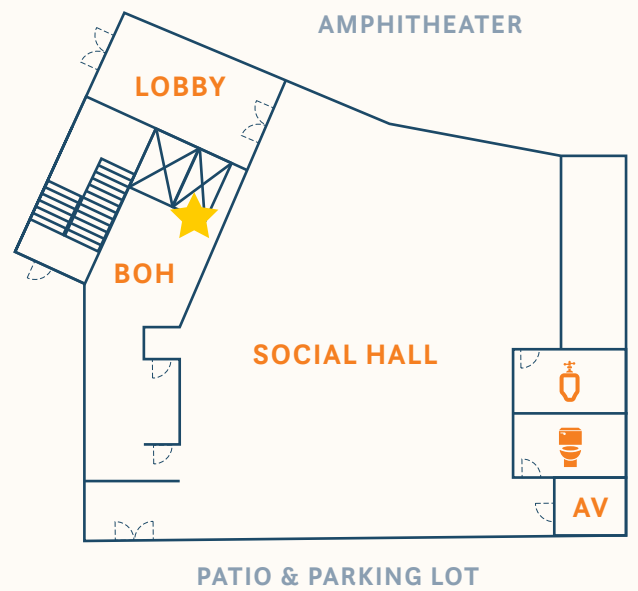 AMPHITHEATER
LOBBY
BOH
SOCIAL HALL
AV
PATIO & PARKING LOT